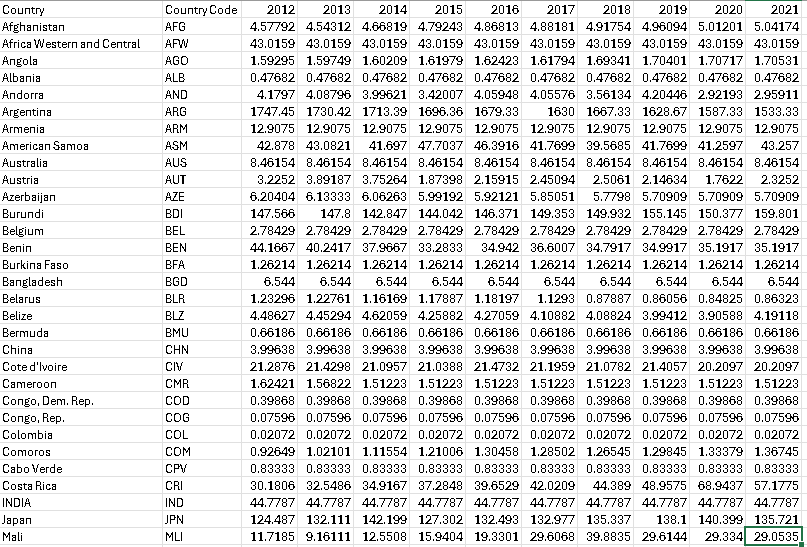 Country Country Code 2012 2013 2014 2015 2016 2017 2018 2019 2020 2021
Afghanistan AFG 4.57792 4.54312 4.66819 4.79243 4.86813 4.88181 4.91754 4.96094 5.01201 5.04174
Africa Western and Central AFW 43.0159 43.0159 43.0159 43.0159 43.0159 43.0159 43.0159 43.0159 43.0159 43.0159
Angola AGO 1.59295 1.59749 1.60209 1.61979 1.62423 1.61794 1.69341 1.70401 1.70717 1.70531
Albania ALB 0.47682 0.47682 0.47682 0.47682 0.47682 0.47682 0.47682 0.47682 0.47682 0.47682
Andorra AND 4.1797 4.08796 3.99621 3.42007 4.05948 4.05576 3.56134 4.20446 2.92193 2.95911
Argentina ARG 1747.45 1730.42 1713.39 1696.36 1679.33 1630 1667.33 1628.67 1587.33 1533.33
Armenia ARM 12.9075 12.9075 12.9075 12.9075 12.9075 12.9075 12.9075 12.9075 12.9075 12.9075
American Samoa ASM 42.878 43.0821 41.697 47.7037 46.3916 41.7699 39.5685 41.7699 41.2597 43.257
Australia AUS 8.46154 8.46154 8.46154 8.46154 8.46154 8.46154 8.46154 8.46154 8.46154 8.46154
Austria AUT 3.2252 3.89187 3.75264 1.87398 2.15915 2.45094 2.5061 2.14634 1.7622 2.3252
Azerbaijan AZE 6.20404 6.13333 6.06263 5.99192 5.92121 5.85051 5.7798 5.70909 5.70909 5.70909
Burundi BDI 147.566 147.8 142.847 144.042 146.371 149.353 149.932 155.145 150.377 159.801
Belgium BEL 2.78429 2.78429 2.78429 2.78429 2.78429 2.78429 2.78429 2.78429 2.78429 2.78429
Benin BEN 44.1667 40.2417 37.9667 33.2833 34.942 36.6007 34.7917 34.9917 35.1917 35.1917
Burkina Faso BFA 1.26214 1.26214 1.26214 1.26214 1.26214 1.26214 1.26214 1.26214 1.26214 1.26214
Bangladesh BGD 6.544 6.544 6.544 6.544 6.544 6.544 6.544 6.544 6.544 6.544
Belarus BLR 1.23296 1.22761 1.16169 1.17887 1.18197 1.1293 0.87887 0.86056 0.84825 0.86323
Belize BLZ 4.48627 4.45294 4.62059 4.25882 4.27059 4.10882 4.08824 3.99412 3.90588 4.19118
Bermuda BMU 0.66186 0.66186 0.66186 0.66186 0.66186 0.66186 0.66186 0.66186 0.66186 0.66186
China CHN 3.99638 3.99638 3.99638 3.99638 3.99638 3.99638 3.99638 3.99638 3.99638 3.99638
Cote d'Ivoire CIV 21.2876 21.4298 21.0957 21.0388 21.4732 21.1959 21.0782 21.4057 20.2097 20.2097
Cameroon CMR 1.62421 1.56822 1.51223 1.51223 1.51223 1.51223 1.51223 1.51223 1.51223 1.51223
Congo, Dem. Rep. COD 0.39868 0.39868 0.39868 0.39868 0.39868 0.39868 0.39868 0.39868 0.39868 0.39868
Congo, Rep. COG 0.07596 0.07596 0.07596 0.07596 0.07596 0.07596 0.07596 0.07596 0.07596 0.07596
Colombia COL 0.02072 0.02072 0.02072 0.02072 0.02072 0.02072 0.02072 0.02072 0.02072 0.02072
Comoros COM 0.92649 1.02101 1.11554 1.21006 1.30458 1.28502 1.26545 1.29845 1.33379 1.36745
Cabo Verde CPV 0.83333 0.83333 0.83333 0.83333 0.83333 0.83333 0.83333 0.83333 0.83333 0.83333
Costa Rica CRI 30.1806 32.5486 34.9167 37.2848 39.6529 42.0209 44.389 48.9575 68.9437 57.1775
INDIA IND 44.7787 44.7787 44.7787 44.7787 44.7787 44.7787 44.7787 44.7787 44.7787 44.7787
Japan JPN 124.487 132.111 142.199 127.302 132.493 132.977 135.337 138.1 140.399 135.721
Mali MLI 11.7185 9.16111 12.5508 15.9404 19.3301 29.6068 39.8835 29.6144 29.334 29.0535